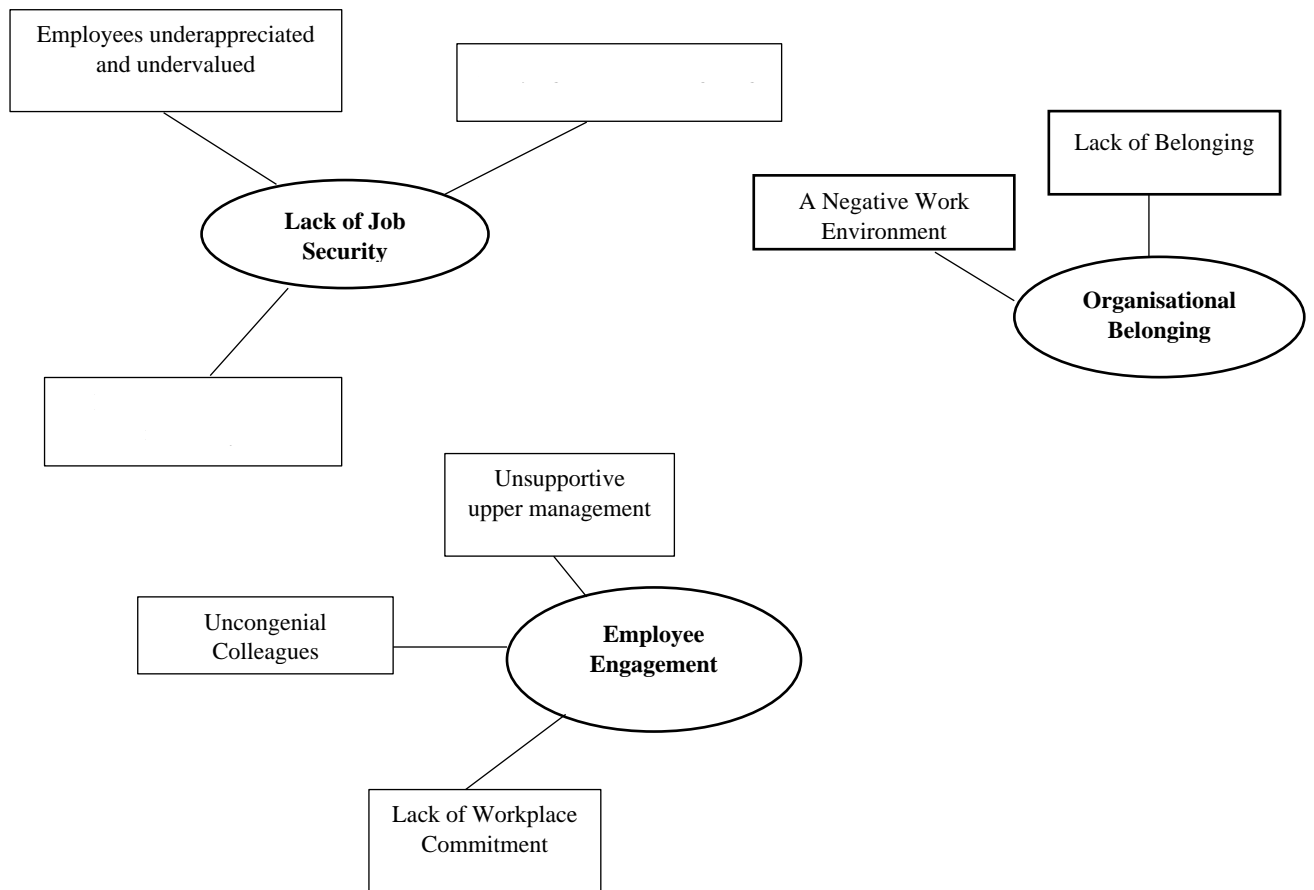 Employees underappreciated
and undervalued
Lack of Belonging
A Negative Work
Environment
Lack of Job
Security
Organisational
Belonging
Unsupportive
upper management
Uncongenial
Colleagues
Employee
Engagement
Lack of Workplace
Commitment